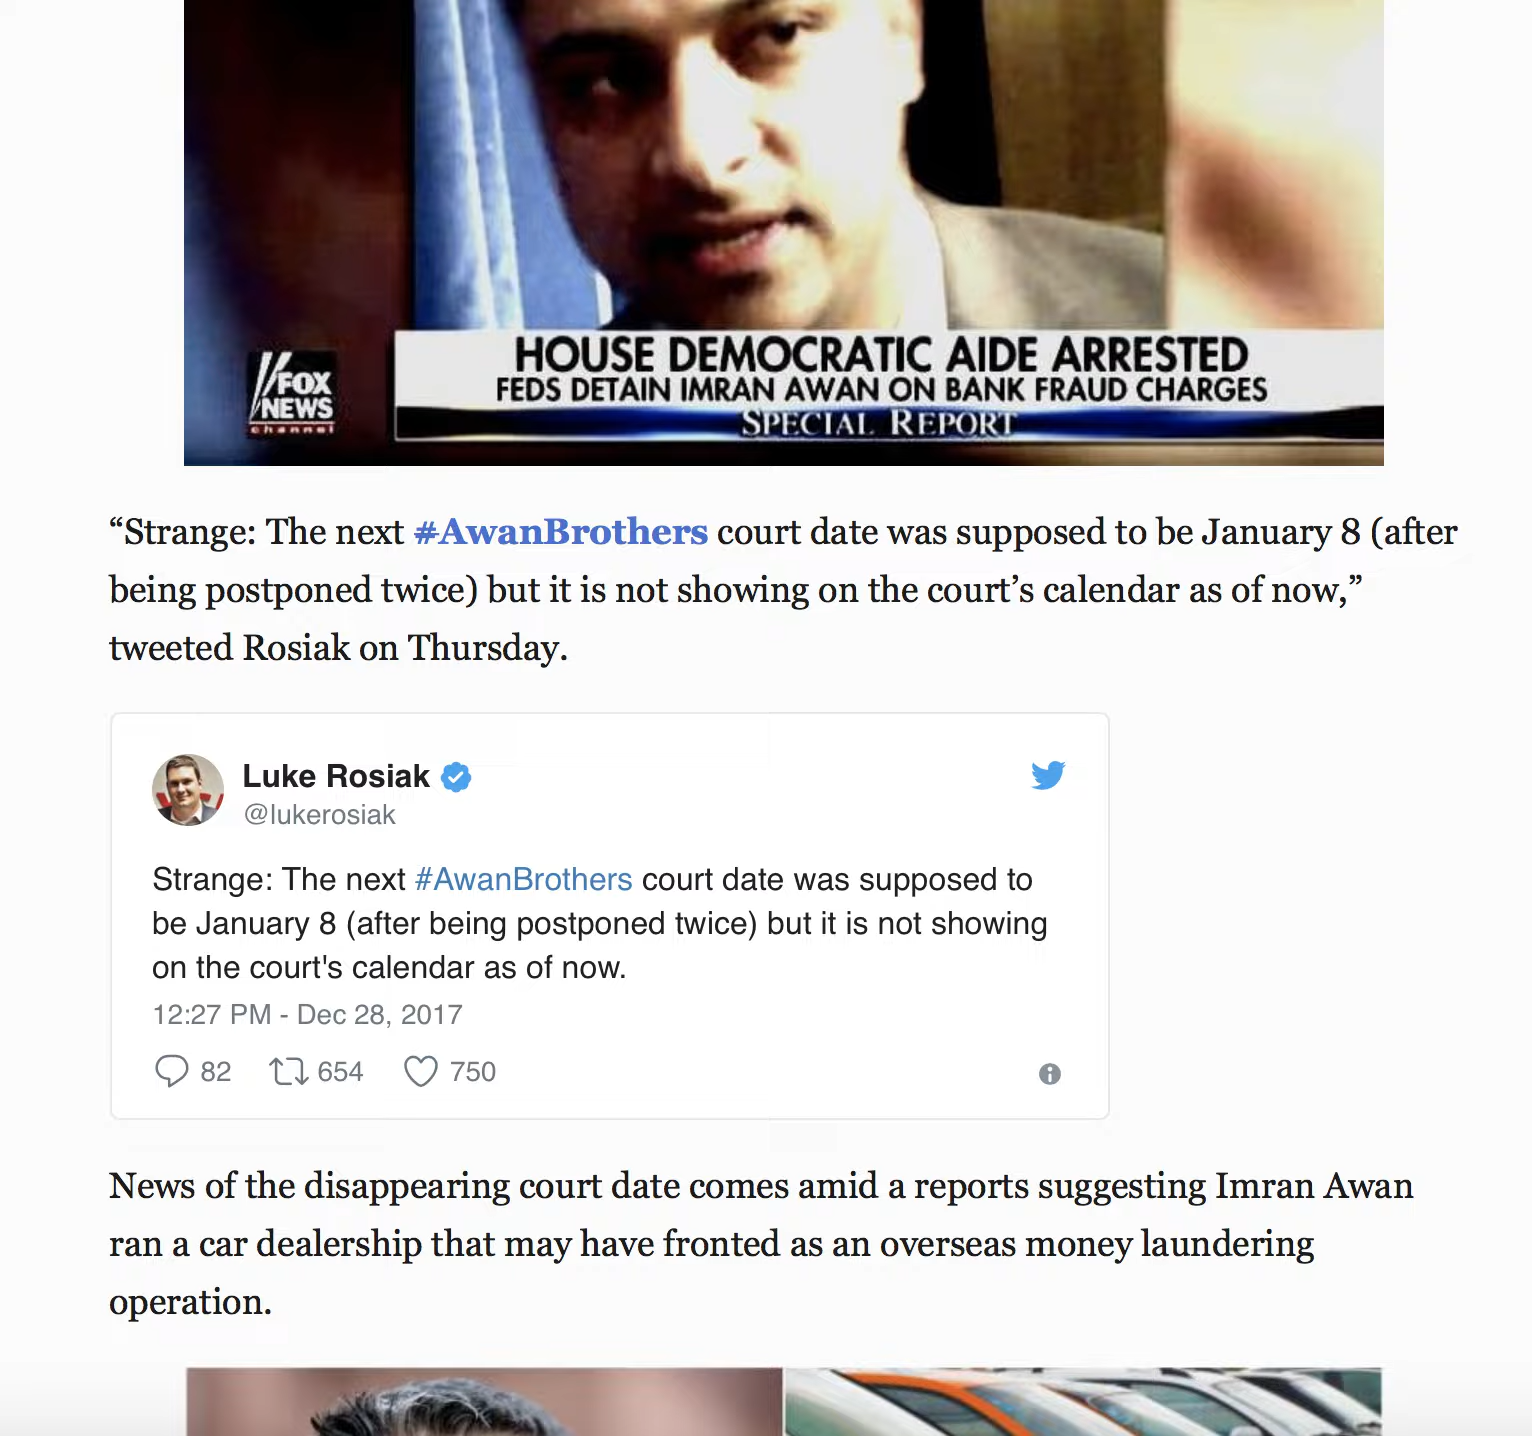 HOUSE DEMOCRATIC AIDE ARRESTED
FEDS DETAIN IMRAN AWAN ON BANK FRAUD CHARGES
SPECIAL REPORT
FOX
NEWS
channel
“Strange: The next #AwanBrothers court date was supposed to be January 8 (after
being postponed twice) but it is not showing on the court’s calendar as of now,”
tweeted Rosiak on Thursday.
Luke Rosiak
@lukerosiak
Strange: The next #AwanBrothers court date was supposed to
be January 8 (after being postponed twice) but it is not showing
on the court's calendar as of now.
12:27 PM - Dec 28, 2017
82 654 750
News of the disappearing court date comes amid a reports suggesting Imran Awan
ran a car dealership that may have fronted as an overseas money laundering
operation.